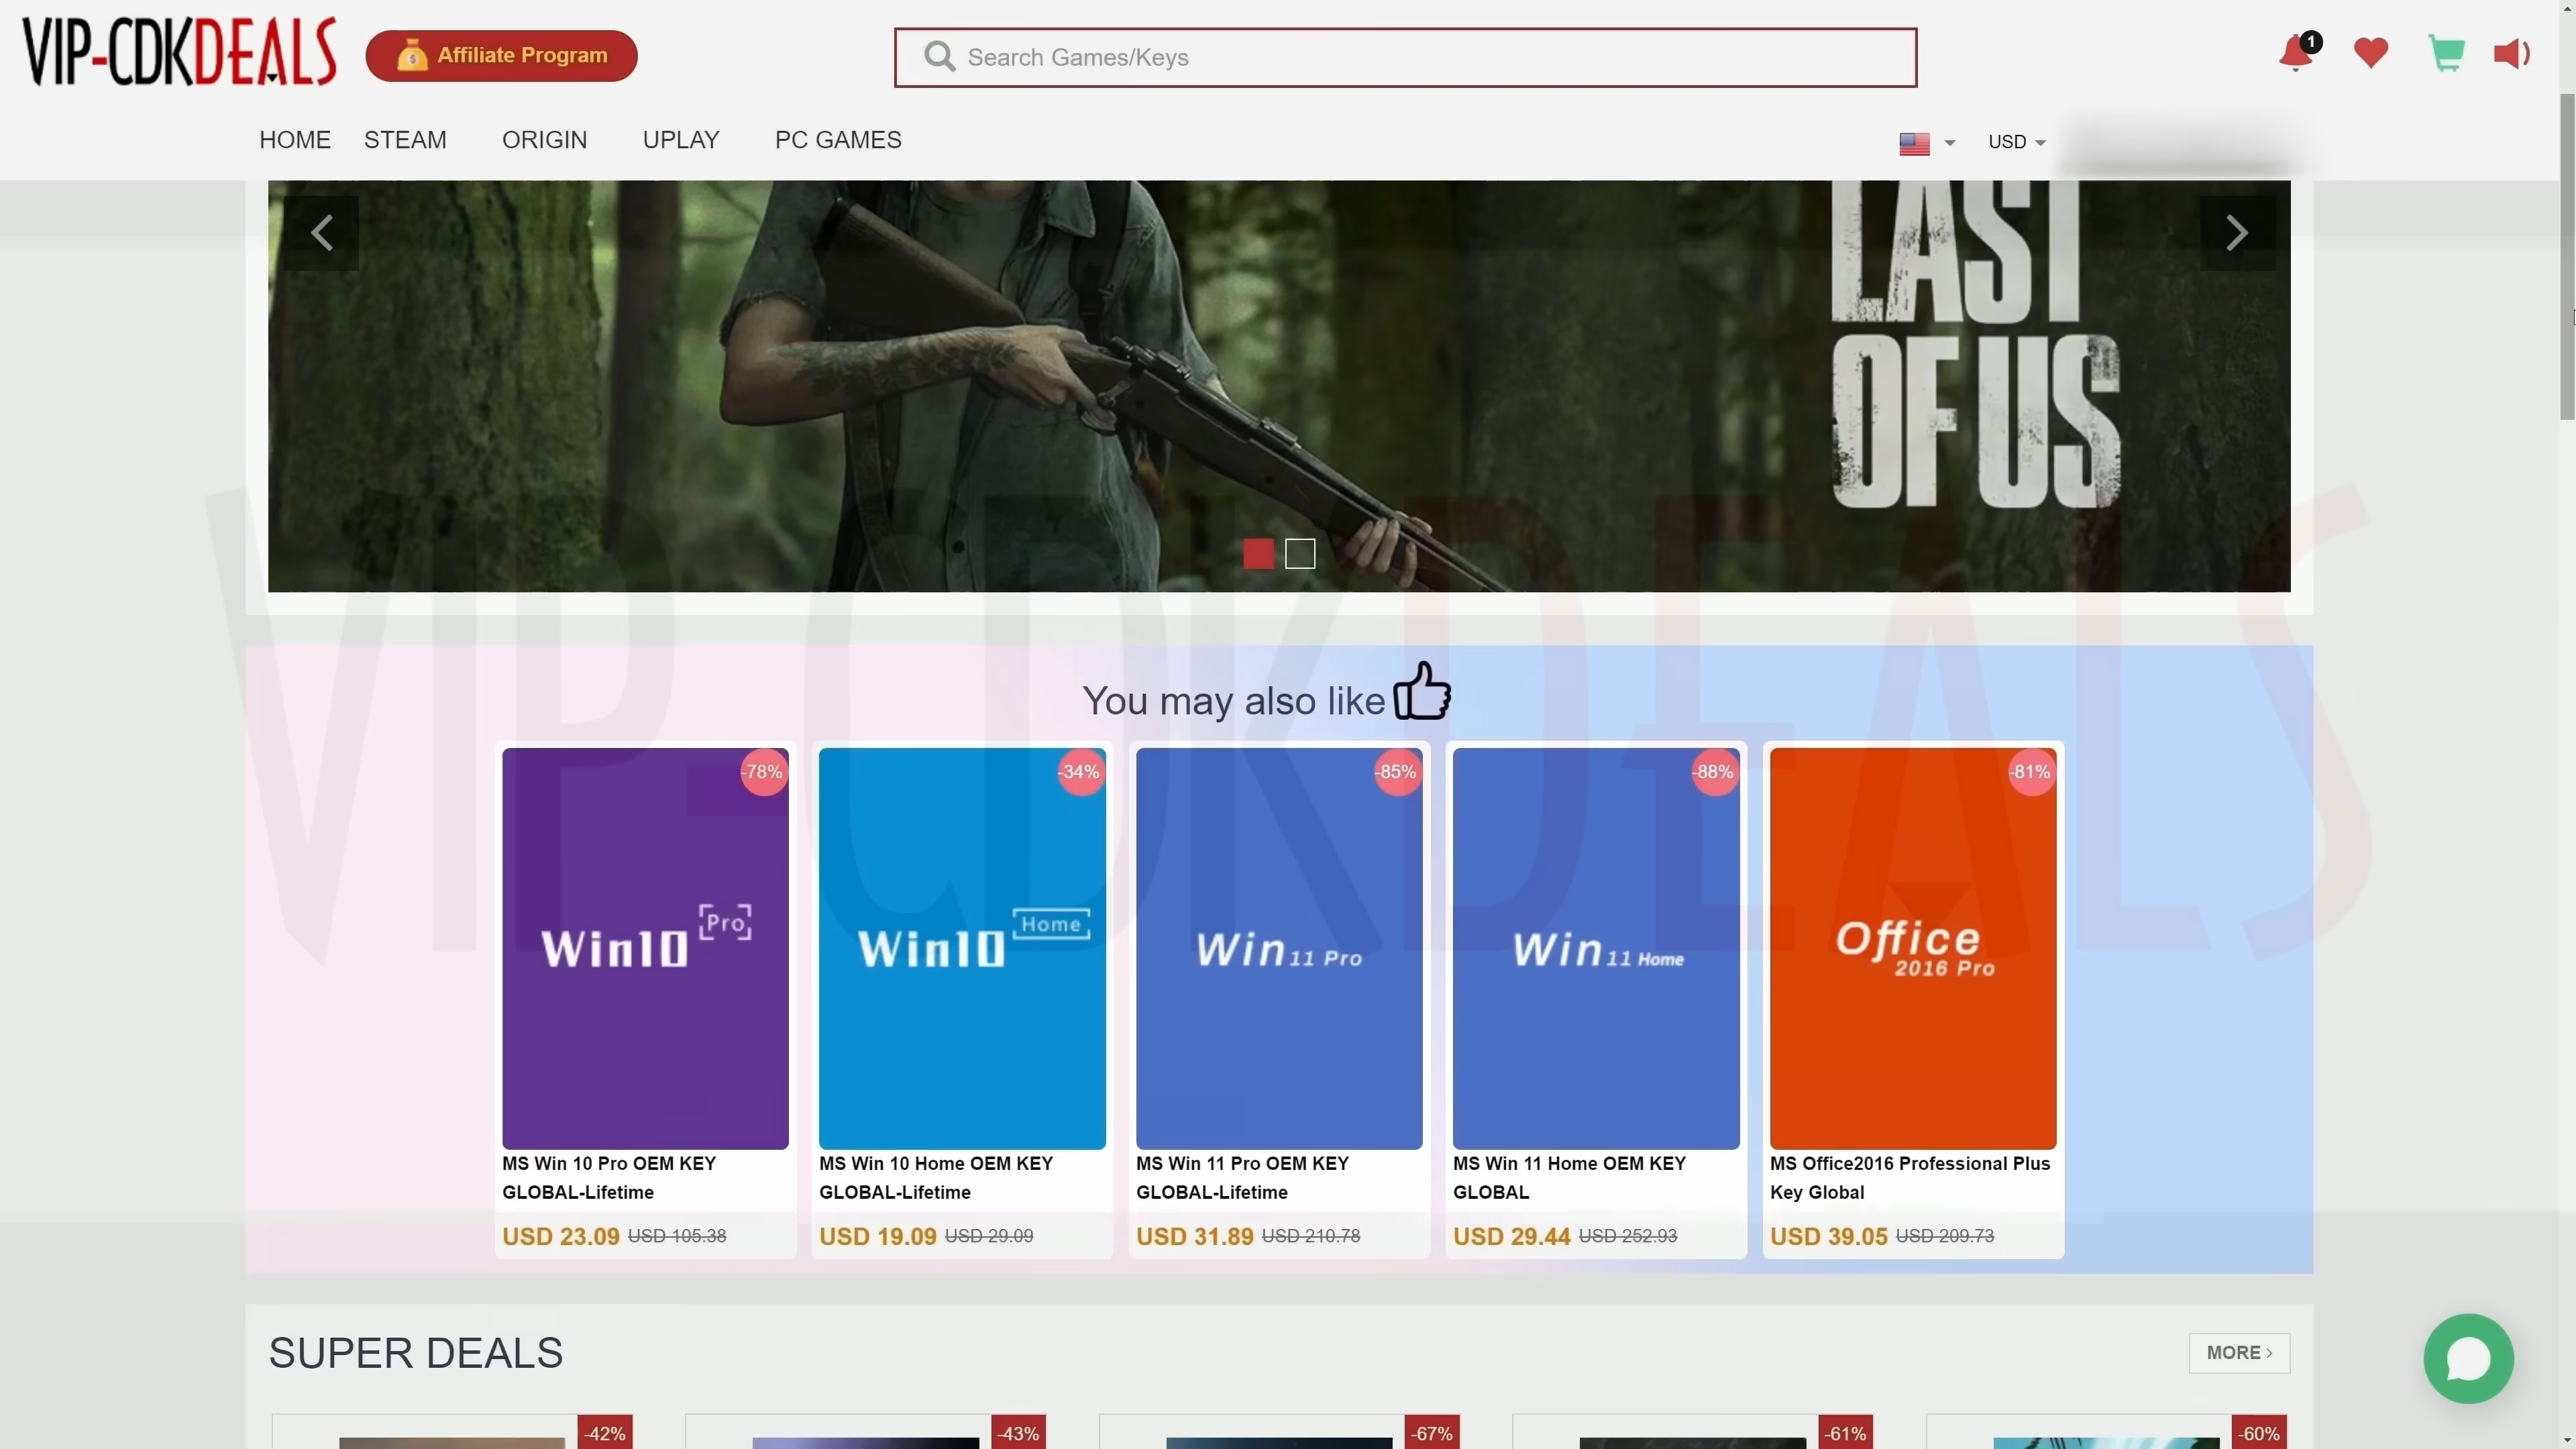 VIP-CDKDEALS
Affiliate Program
Search Games/Keys
1
HOME STEAM ORIGIN UPLAY PC GAMES
USD
LAST
OF US
You may also like
-78% -34% -85% -88% -81%
Win10 Pro
Win10 Home
Win 11 Pro
Win 11 Home
Office
2016 Pro
MS Win 10 Pro OEM KEY
GLOBAL-Lifetime
USD 23.09 USD 105.38
MS Win 10 Home OEM KEY
GLOBAL-Lifetime
USD 19.09 USD 29.09
MS Win 11 Pro OEM KEY
GLOBAL-Lifetime
USD 31.89 USD 210.78
MS Win 11 Home OEM KEY
GLOBAL
USD 29.44 USD 252.93
MS Office2016 Professional Plus
Key Global
USD 39.05 USD 209.73
VIP-CDKDEALS
SUPER DEALS
MORE
-42% -43% -67% -61% -60%